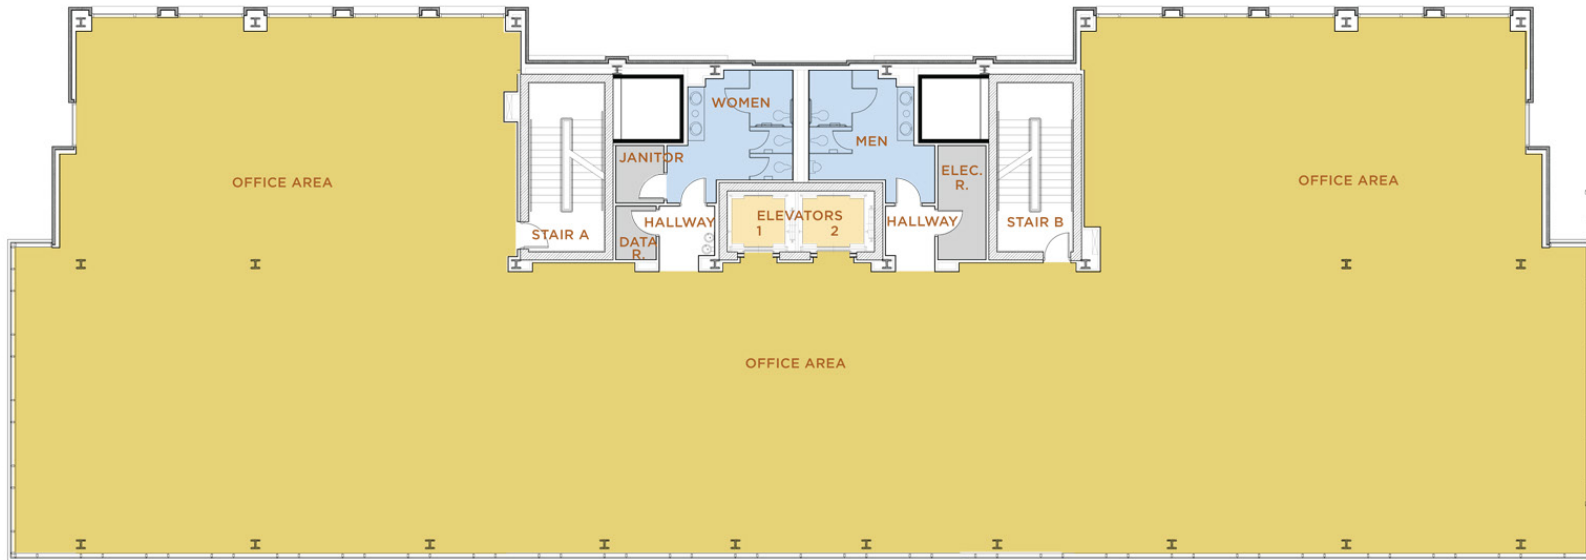 WOMEN
MEN
JANITOR
ELEC.
R.
OFFICE AREA
OFFICE AREA
HALLWAY
ELEVATORS
1 2
HALLWAY
STAIR A
STAIR B
DATA
R.
OFFICE AREA